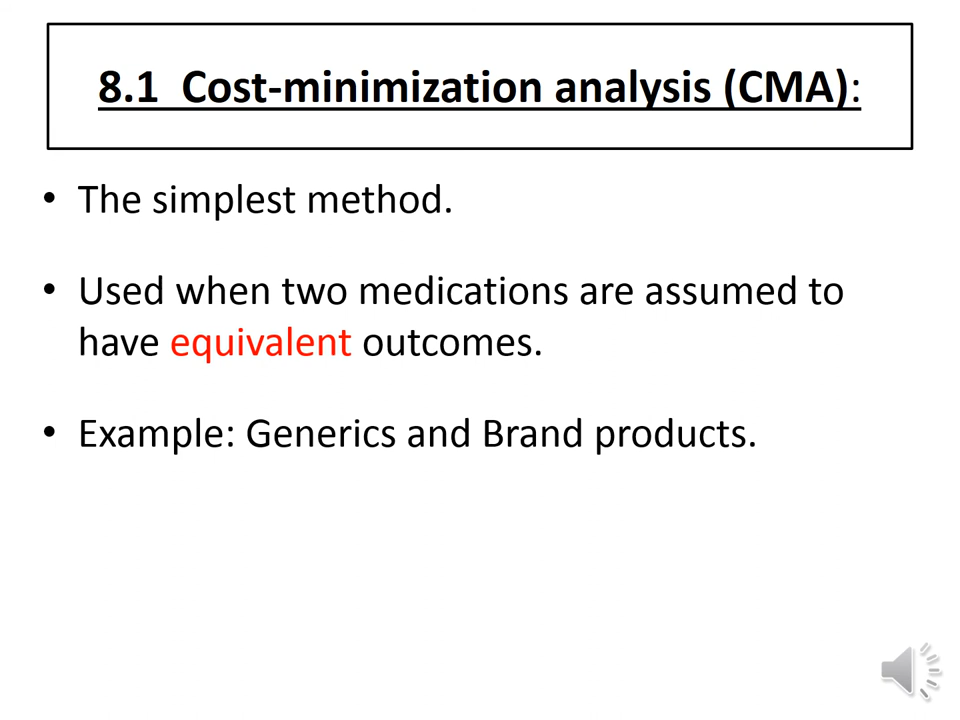 8.1  Cost-minimization analysis (CMA):
• The simplest method.
• Used when two medications are assumed to
have equivalent outcomes.
• Example: Generics and Brand products.